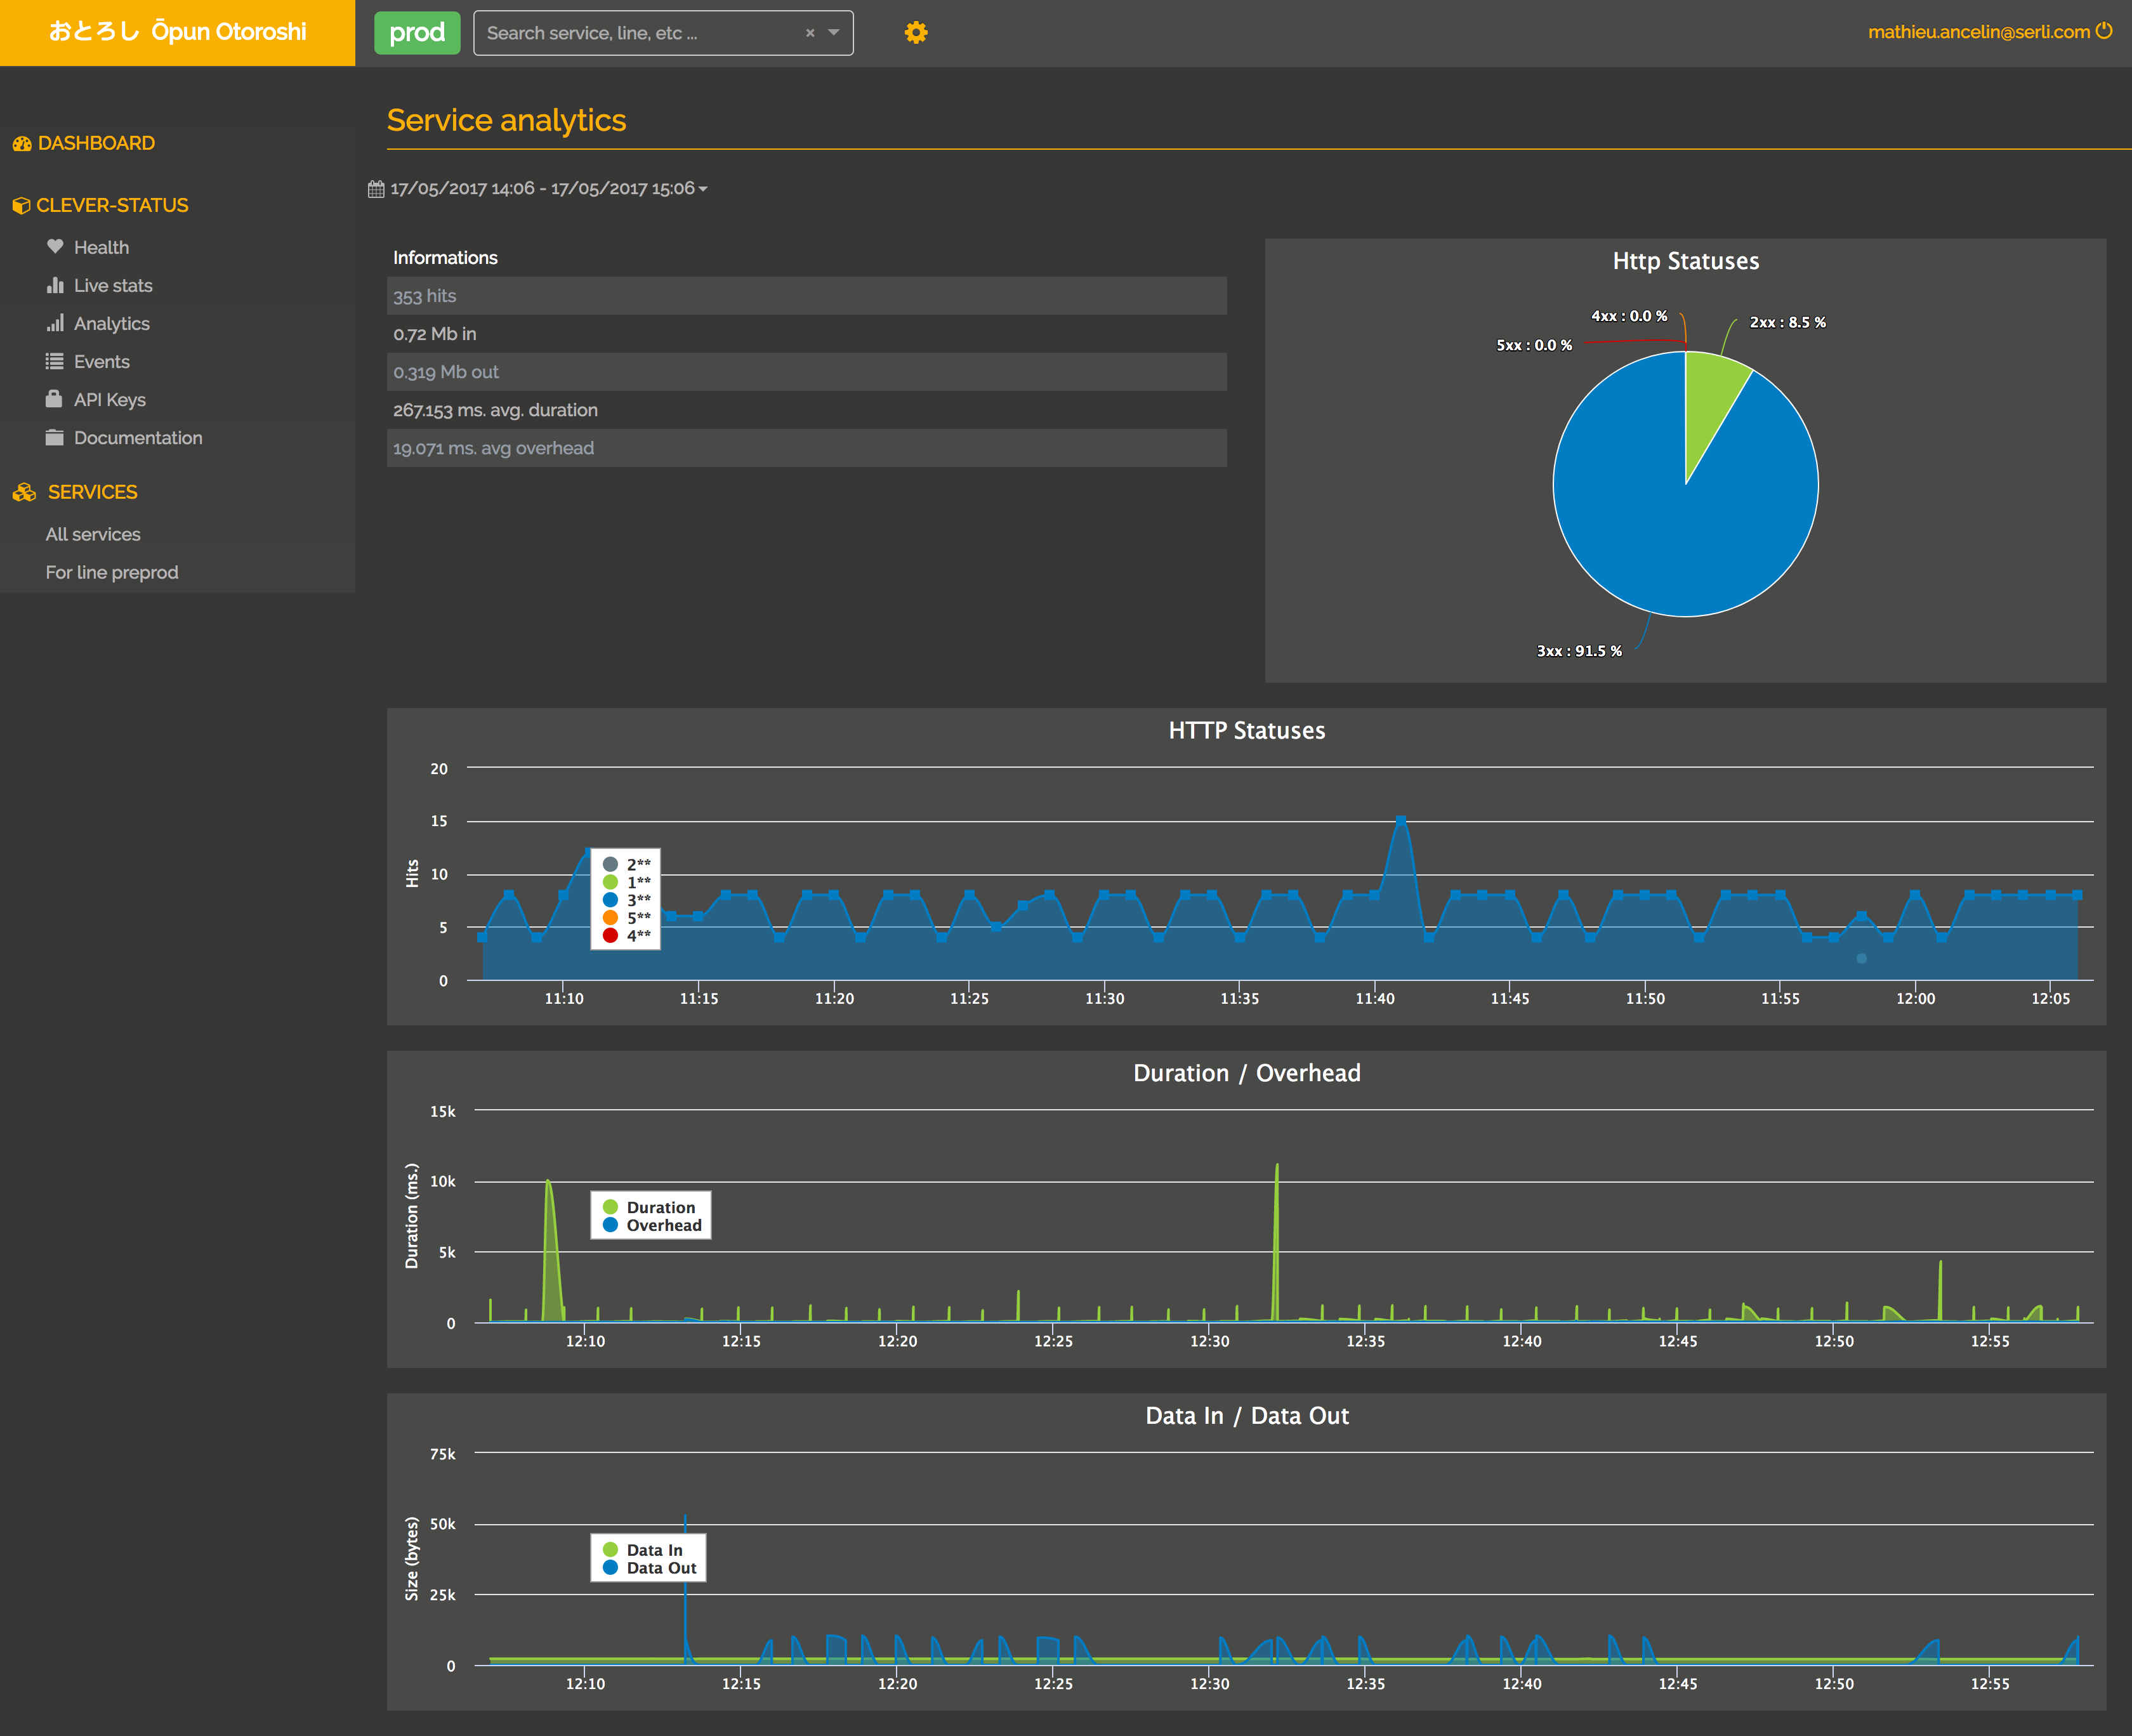 おとろし Ōpun Otoroshi
prod
Search service, line, etc ...
×
mathieu.ancelin@serli.com
DASHBOARD
CLEVER-STATUS
Health
Live stats
Analytics
Events
API Keys
Documentation
SERVICES
All services
For line preprod
Service analytics
17/05/2017 14:06 - 17/05/2017 15:06
Informations
353 hits
0.72 Mb in
0.319 Mb out
267.153 ms. avg. duration
19.071 ms. avg overhead
Http Statuses
4xx : 0.0 %
2xx : 8.5 %
5xx : 0.0 %
3xx : 91.5 %
HTTP Statuses
Hits
20
15
10
5
0
2**
1**
3**
5**
4**
11:10 11:15 11:20 11:25 11:30 11:35 11:40 11:45 11:50 11:55 12:00 12:05
Duration / Overhead
Duration (ms.)
15k
10k
5k
0
Duration
Overhead
12:10 12:15 12:20 12:25 12:30 12:35 12:40 12:45 12:50 12:55
Data In / Data Out
Size (bytes)
75k
50k
25k
0
Data In
Data Out
12:10 12:15 12:20 12:25 12:30 12:35 12:40 12:45 12:50 12:55